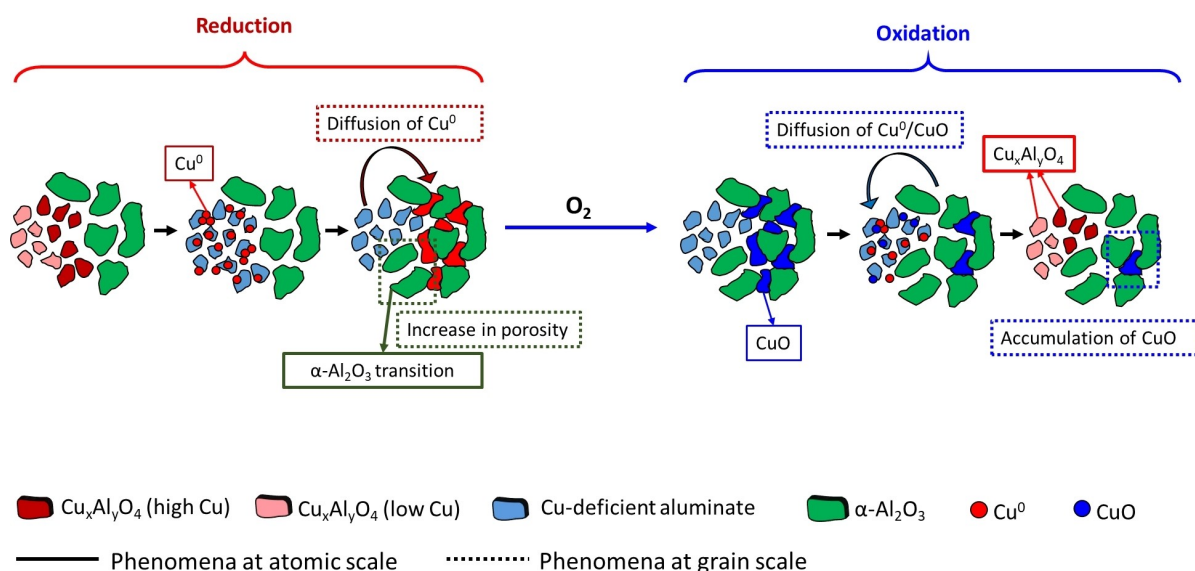 Reduction
Oxidation
Diffusion of Cu⁰
Diffusion of Cu⁰/CuO
Cu⁰
CuₓAlᵧO₄
O₂
Increase in porosity
CuO
Accumulation of CuO
α-Al₂O₃ transition
CuₓAlᵧO₄ (high Cu)
CuₓAlᵧO₄ (low Cu)
Cu-deficient aluminate
α-Al₂O₃
Cu⁰
CuO
Phenomena at atomic scale
Phenomena at grain scale